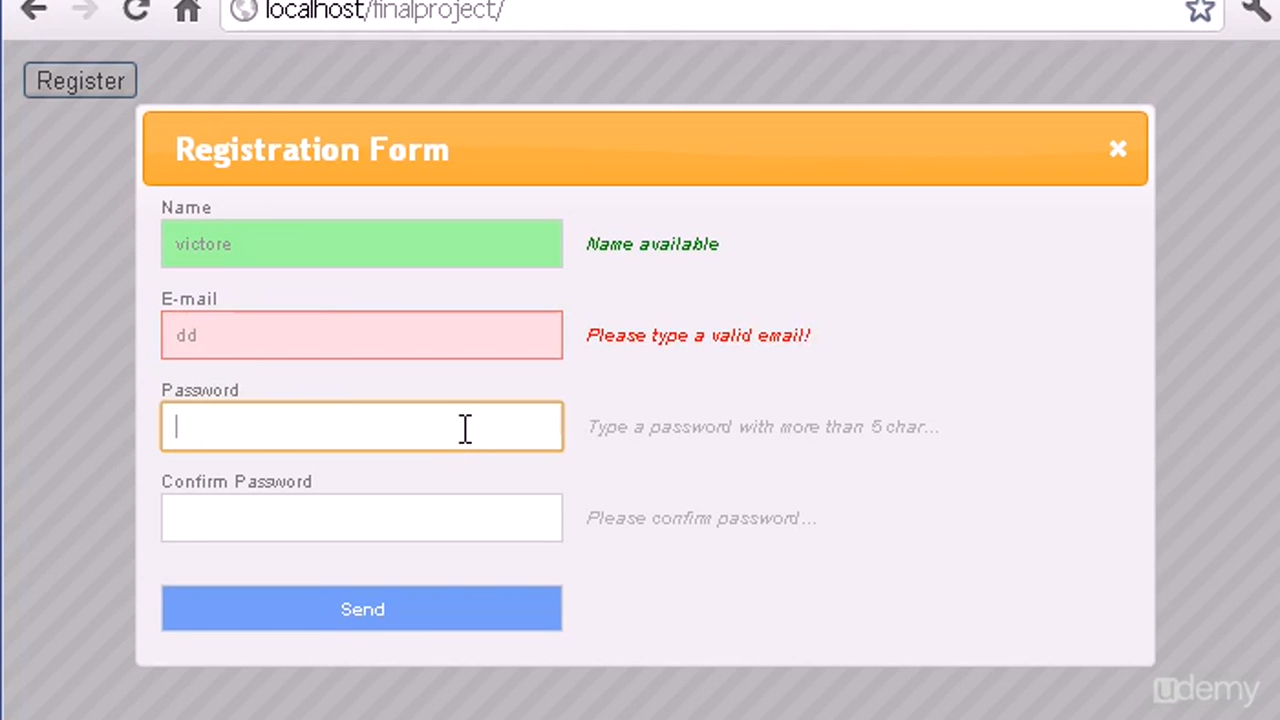 localhost/finalproject/
Register
Registration Form
Name
victore
Name available
E-mail
dd
Please type a valid email!
Password
Type a password with more than 5 char...
Confirm Password
Please confirm password...
Send
udemy